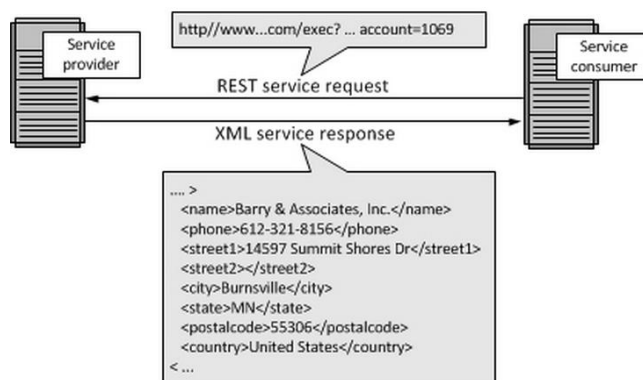 http//www...com/exec? ... account=1069
Service
provider
Service
consumer
REST service request
XML service response
.... >
<name>Barry & Associates, Inc.</name>
<phone>612-321-8156</phone>
<street1>14597 Summit Shores Dr</street1>
<street2></street2>
<city>Burnsville</city>
<state>MN</state>
<postalcode>55306</postalcode>
<country>United States</country>
< ...